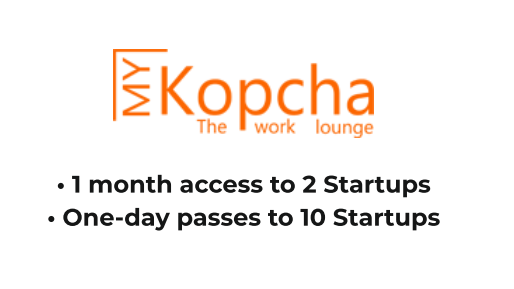 MY
Kopcha
The work lounge
• 1 month access to 2 Startups
• One-day passes to 10 Startups